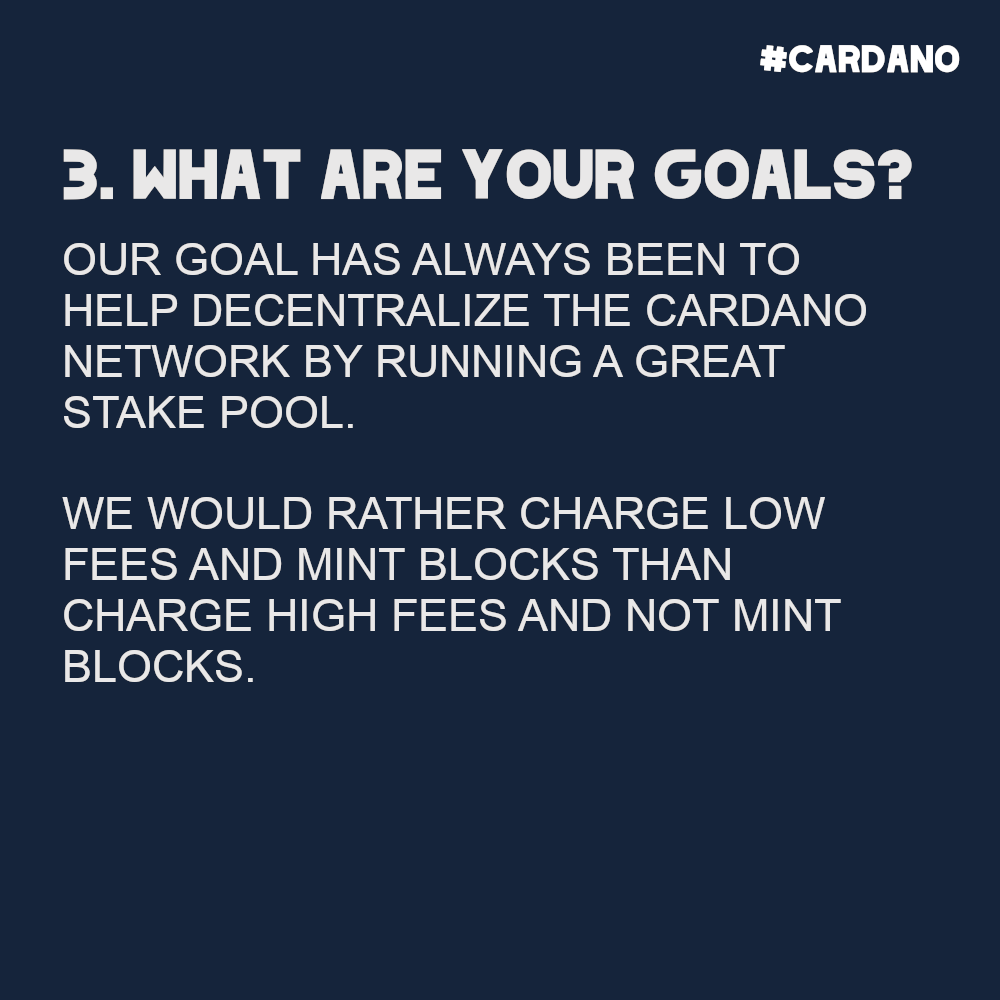 #CARDANO
3. WHAT ARE YOUR GOALS?
OUR GOAL HAS ALWAYS BEEN TO
HELP DECENTRALIZE THE CARDANO
NETWORK BY RUNNING A GREAT
STAKE POOL.
WE WOULD RATHER CHARGE LOW
FEES AND MINT BLOCKS THAN
CHARGE HIGH FEES AND NOT MINT
BLOCKS.